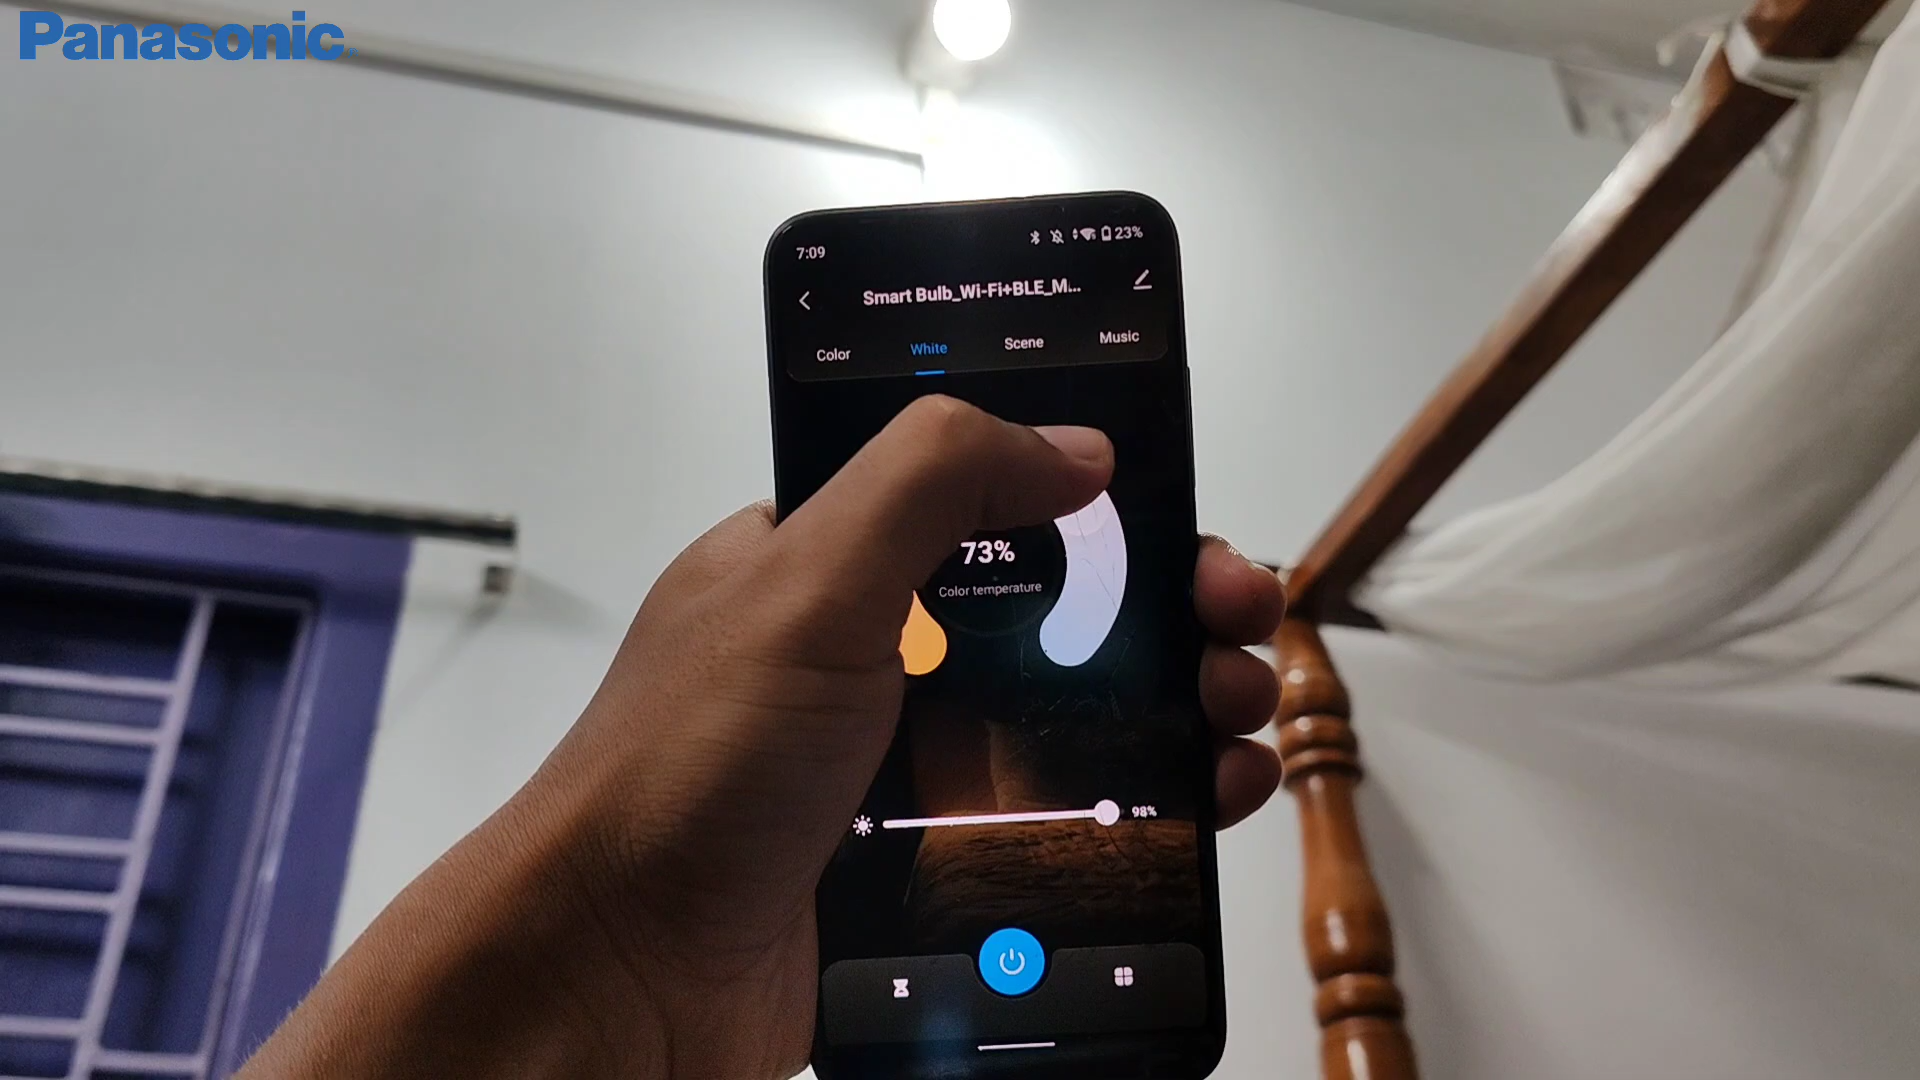 Panasonic
7:09
23%
Smart Bulb_Wi-Fi+BLE_M...
Color White Scene Music
73%
Color temperature
98%